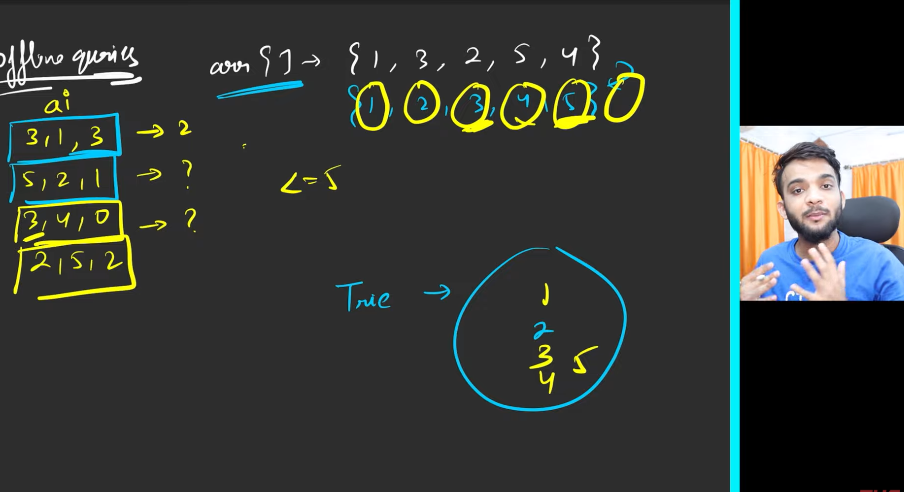 offline queries
ai
3, 1, 3 → 2
5, 2, 1 → ?
3, 4, 0 → ?
2, 5, 2
arr {] → {1, 3, 2, 5, 4}
{1, 2, 3, 4, 5}
<= 5
Trie →
1
2
3 5
4